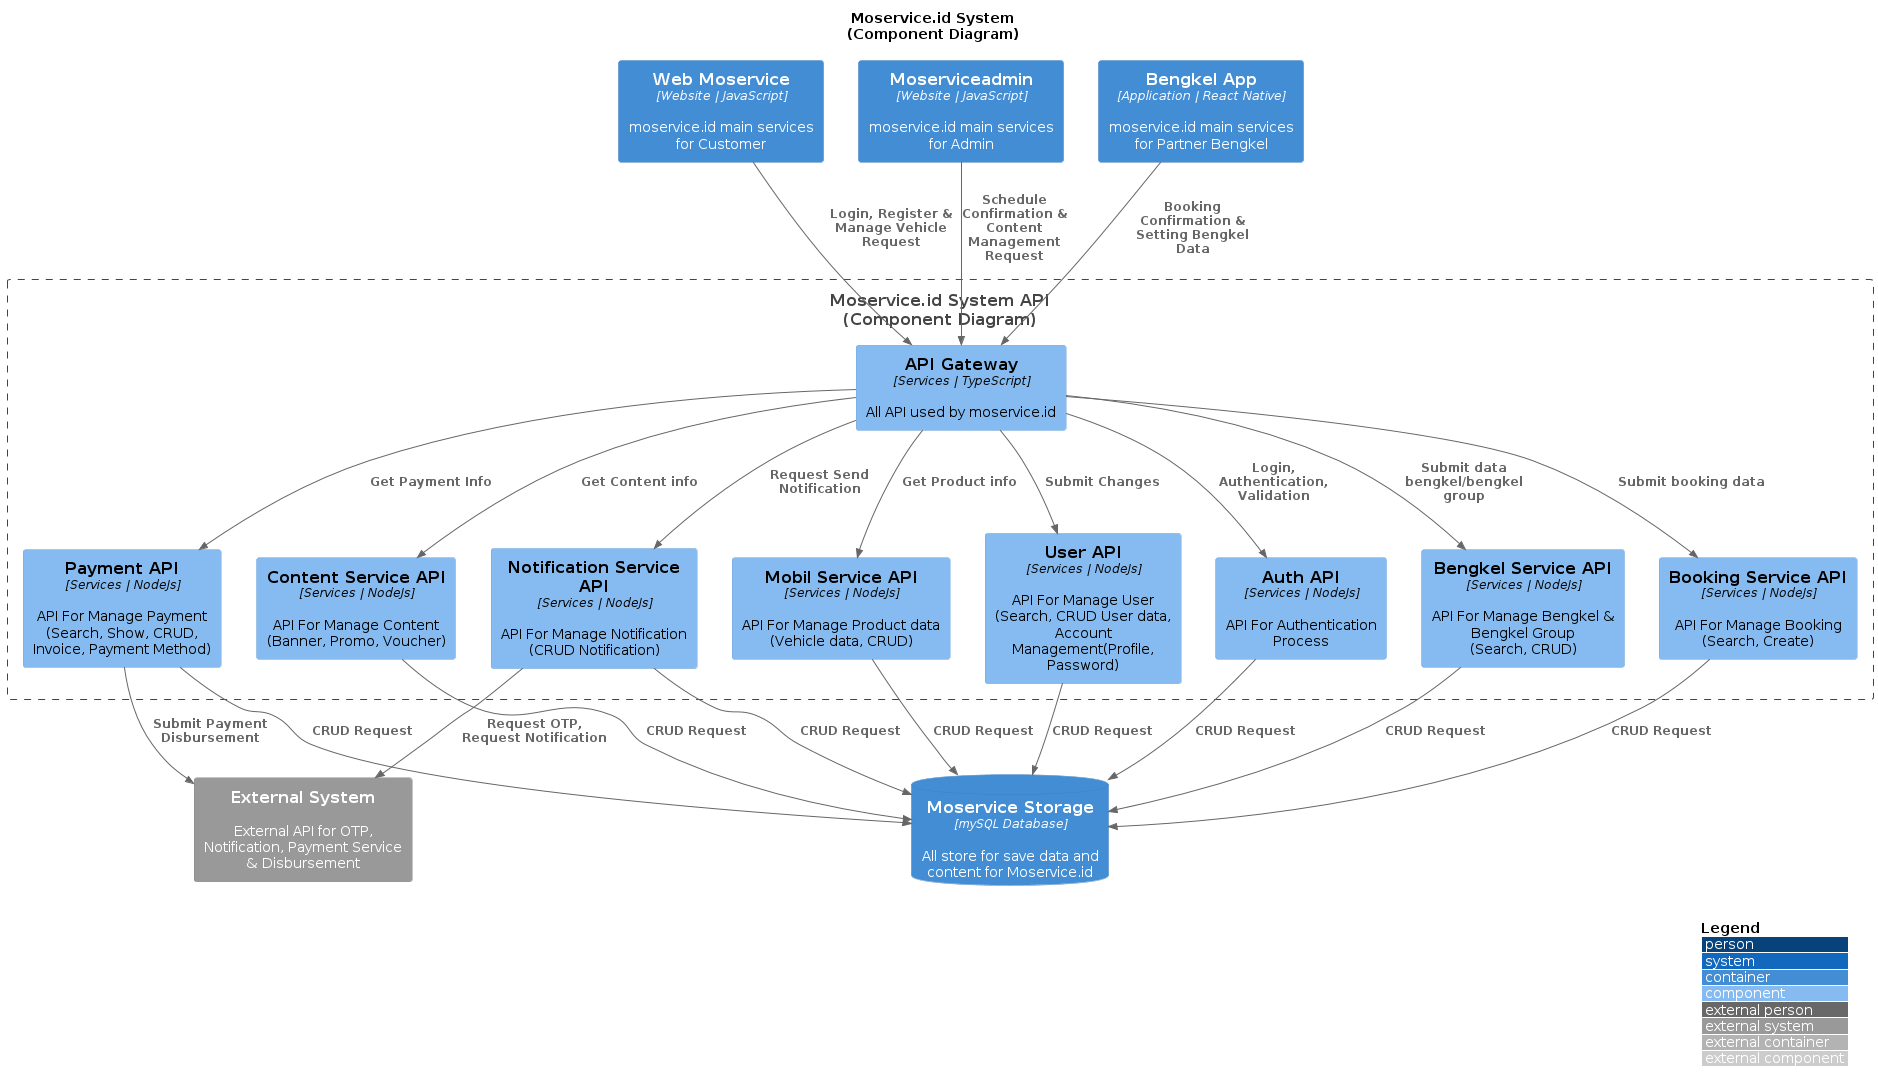 Moservice.id System
(Component Diagram)
Web Moservice
[Website | JavaScript]
moservice.id main services
for Customer
Moserviceadmin
[Website | JavaScript]
moservice.id main services
for Admin
Bengkel App
[Application | React Native]
moservice.id main services
for Partner Bengkel
Login, Register &
Manage Vehicle
Request
Schedule
Confirmation &
Content
Management
Request
Booking
Confirmation &
Setting Bengkel
Data
Moservice.id System API
(Component Diagram)
API Gateway
[Services | TypeScript]
All API used by moservice.id
Get Payment Info
Get Content info
Request Send
Notification
Get Product info
Submit Changes
Login,
Authentication,
Validation
Submit data
bengkel/bengkel
group
Submit booking data
Payment API
[Services | NodeJs]
API For Manage Payment
(Search, Show, CRUD,
Invoice, Payment Method)
Content Service API
[Services | NodeJs]
API For Manage Content
(Banner, Promo, Voucher)
Notification Service
API
[Services | NodeJs]
API For Manage Notification
(CRUD Notification)
Mobil Service API
[Services | NodeJs]
API For Manage Product data
(Vehicle data, CRUD)
User API
[Services | NodeJs]
API For Manage User
(Search, CRUD User data,
Account
Management(Profile,
Password)
Auth API
[Services | NodeJs]
API For Authentication
Process
Bengkel Service API
[Services | NodeJs]
API For Manage Bengkel &
Bengkel Group
(Search, CRUD)
Booking Service API
[Services | NodeJs]
API For Manage Booking
(Search, Create)
Submit Payment
Disbursement
CRUD Request
Request OTP,
Request Notification
CRUD Request
CRUD Request
CRUD Request
CRUD Request
CRUD Request
CRUD Request
CRUD Request
External System
External API for OTP,
Notification, Payment Service
& Disbursement
Moservice Storage
[mySQL Database]
All store for save data and
content for Moservice.id
Legend
person
system
container
component
external person
external system
external container
external component